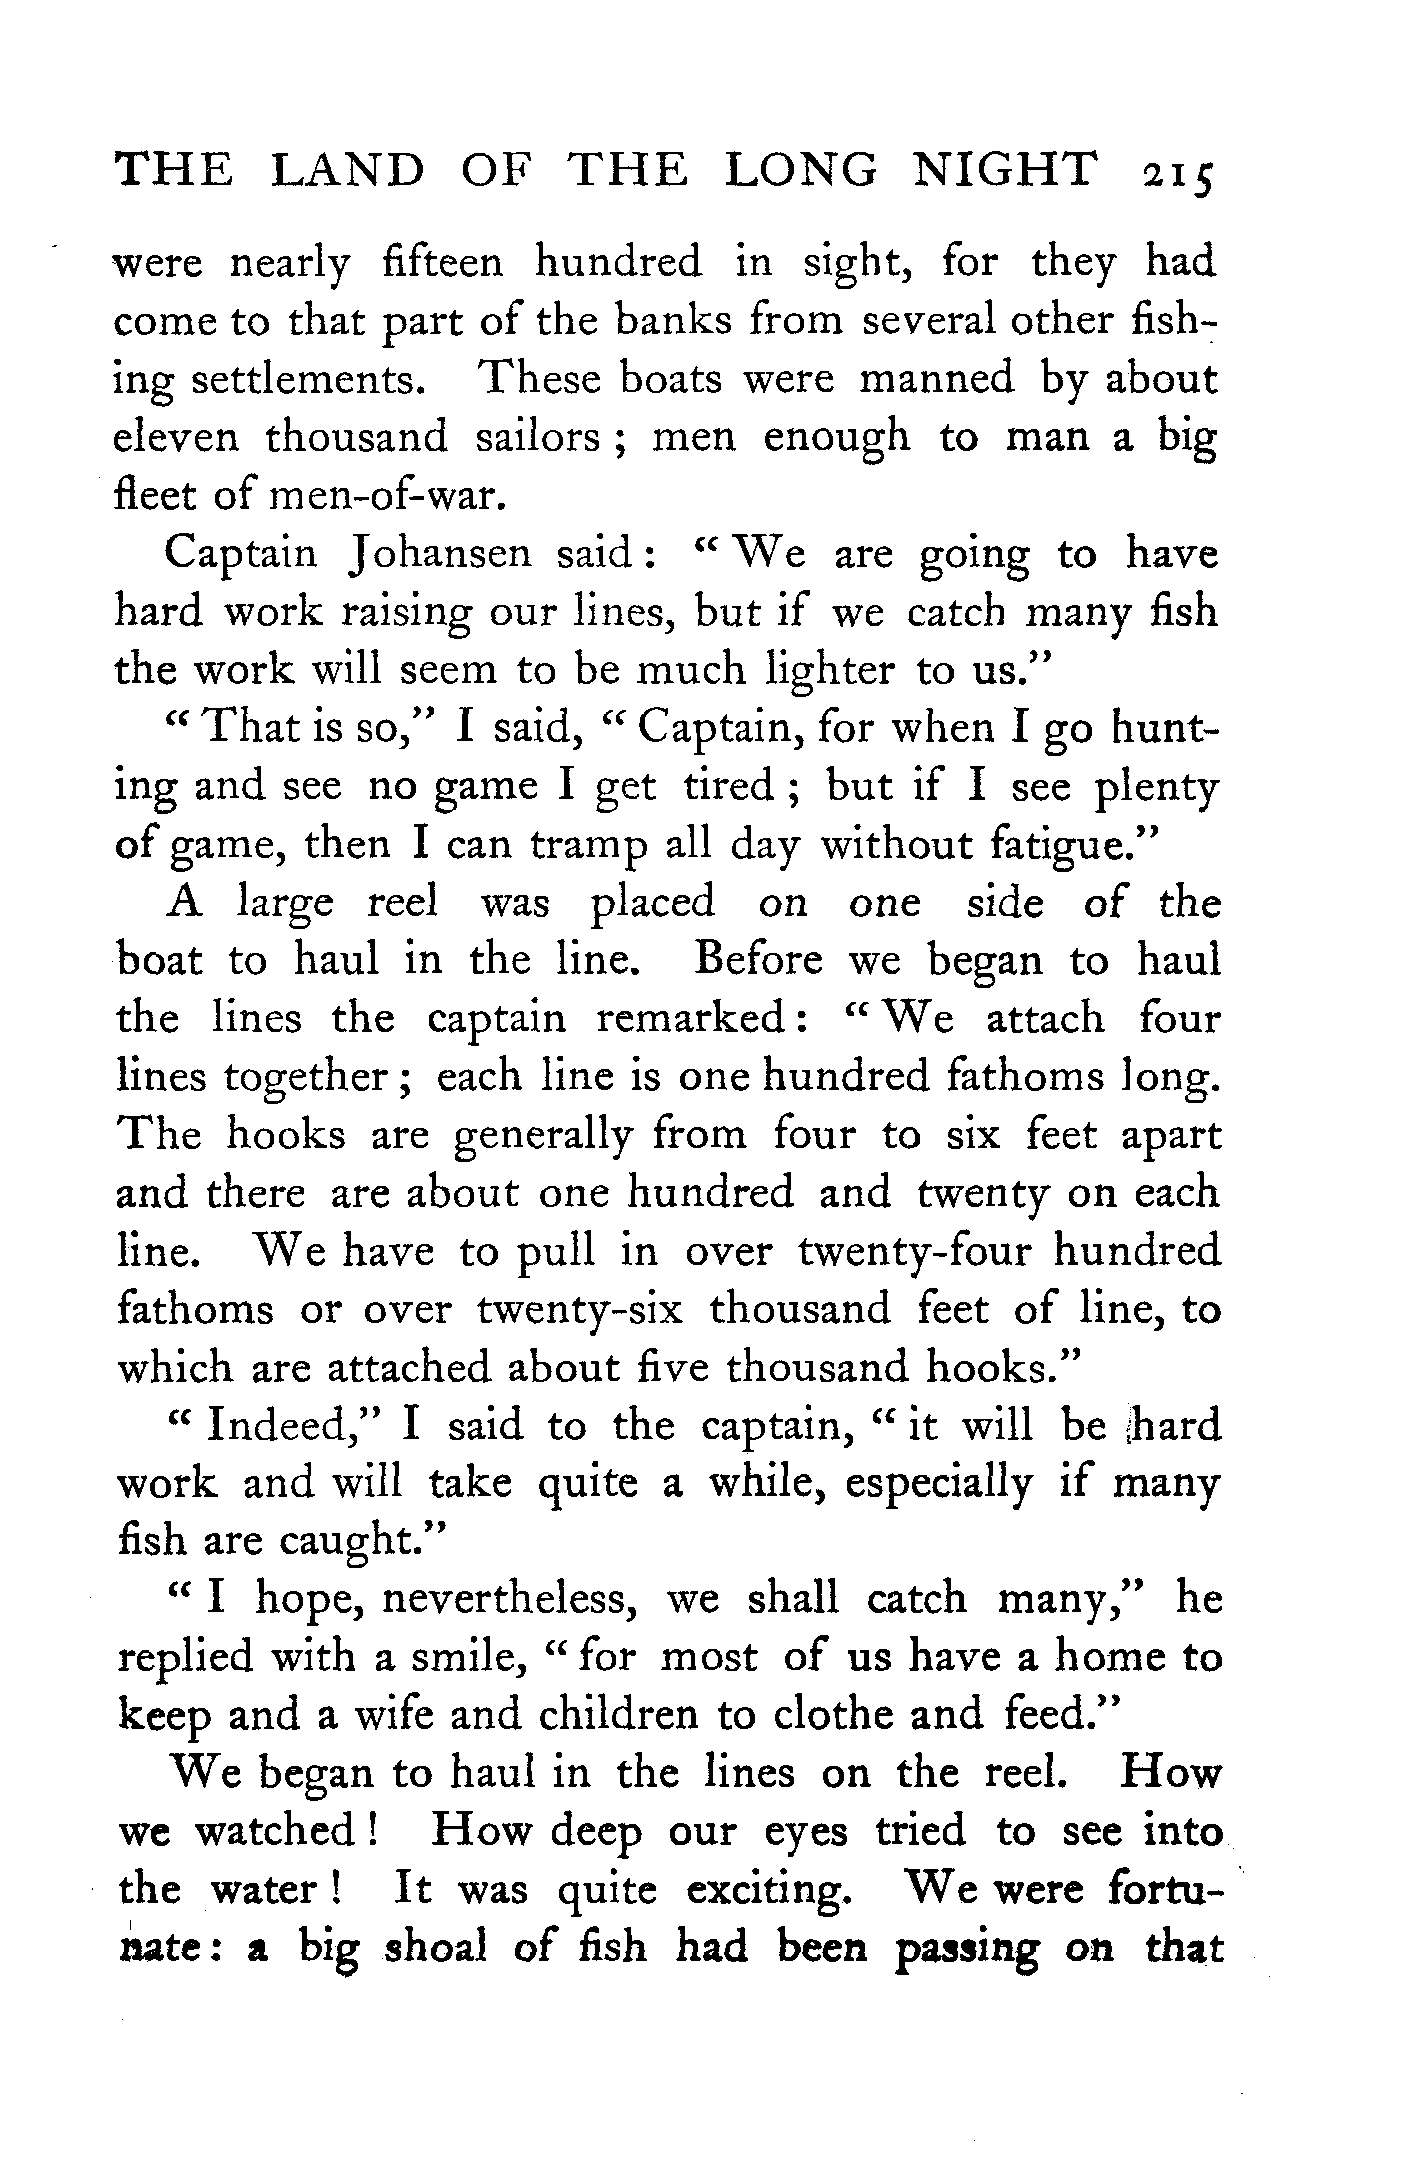 THE LAND OF THE LONG NIGHT 215
were nearly fifteen hundred in sight, for they had
come to that part of the banks from several other fish-
ing settlements. These boats were manned by about
eleven thousand sailors ; men enough to man a big
fleet of men-of-war.
Captain Johansen said : “ We are going to have
hard work raising our lines, but if we catch many fish
the work will seem to be much lighter to us.”
“ That is so,” I said, “ Captain, for when I go hunt-
ing and see no game I get tired ; but if I see plenty
of game, then I can tramp all day without fatigue.”
A large reel was placed on one side of the
boat to haul in the line. Before we began to haul
the lines the captain remarked : “ We attach four
lines together ; each line is one hundred fathoms long.
The hooks are generally from four to six feet apart
and there are about one hundred and twenty on each
line. We have to pull in over twenty-four hundred
fathoms or over twenty-six thousand feet of line, to
which are attached about five thousand hooks.”
“ Indeed,” I said to the captain, “ it will be hard
work and will take quite a while, especially if many
fish are caught.”
“ I hope, nevertheless, we shall catch many,” he
replied with a smile, “ for most of us have a home to
keep and a wife and children to clothe and feed.”
We began to haul in the lines on the reel. How
we watched ! How deep our eyes tried to see into
the water ! It was quite exciting. We were fortu-
nate : a big shoal of fish had been passing on that